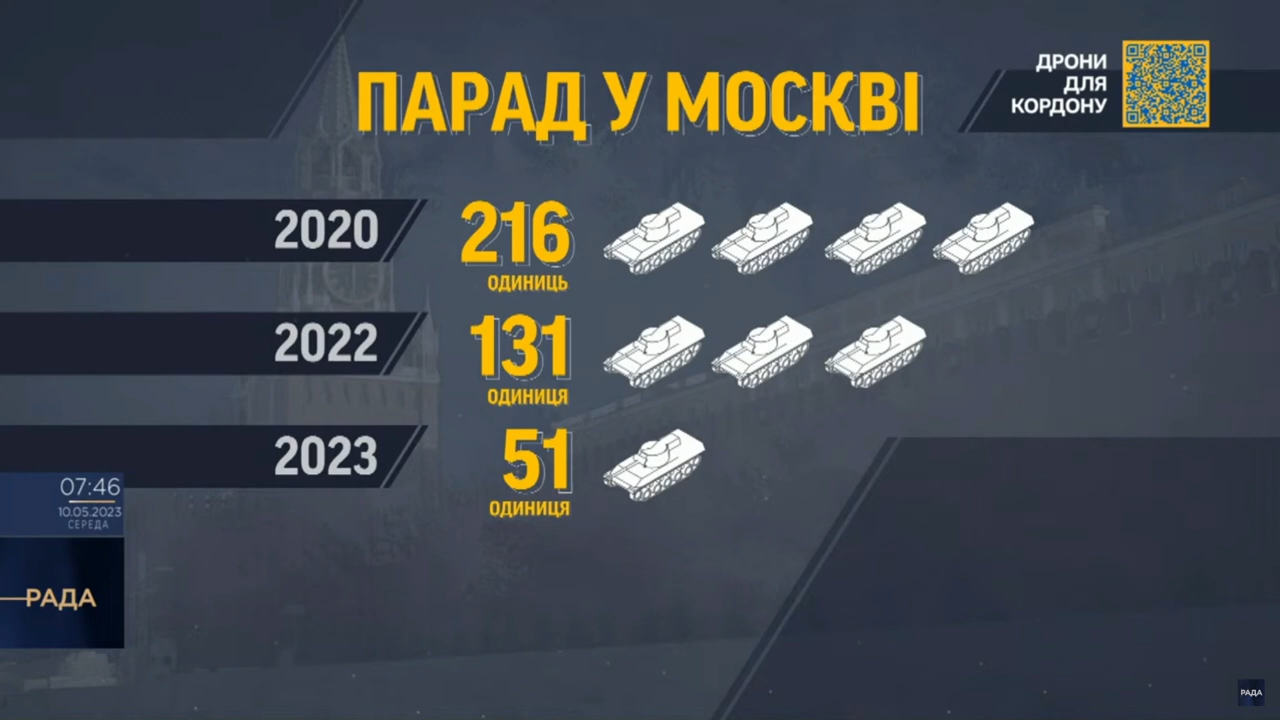 ПАРАД У МОСКВІ
ДРОНИ
ДЛЯ
КОРДОНУ
2020
216
ОДИНИЦЬ
2022
131
ОДИНИЦЯ
2023
51
ОДИНИЦЯ
07:46
10.05.2023
СЕРЕДА
РАДА
РАДА